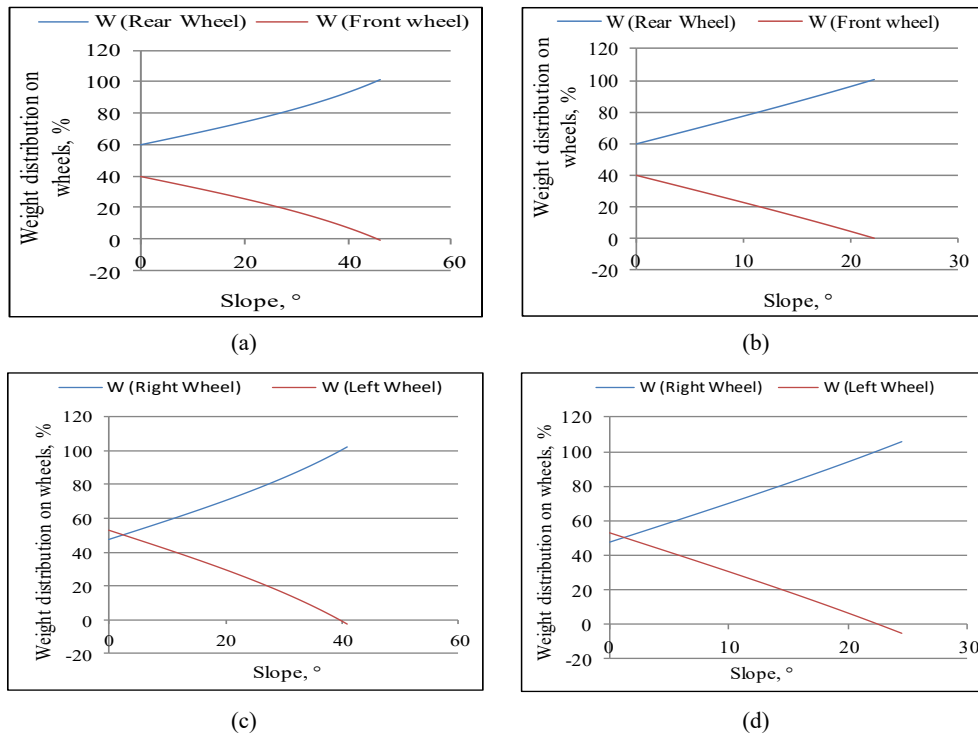 W (Rear Wheel) W (Front wheel)
120
100
80
60
40
20
0
-20
0 20 40 60
Weight distribution on
wheels, %
Slope, °
(a)
W (Rear Wheel) W (Front wheel)
120
100
80
60
40
20
0
-20
0 10 20 30
Weight distribution on
wheels, %
Slope, °
(b)
W (Right Wheel) W (Left Wheel)
120
100
80
60
40
20
0
-20
0 20 40 60
Weight distribution on wheels, %
Slope, °
(c)
W (Right Wheel) W (Left Wheel)
120
100
80
60
40
20
0
-20
0 10 20 30
Weight distribution on wheels, %
Slope, °
(d)